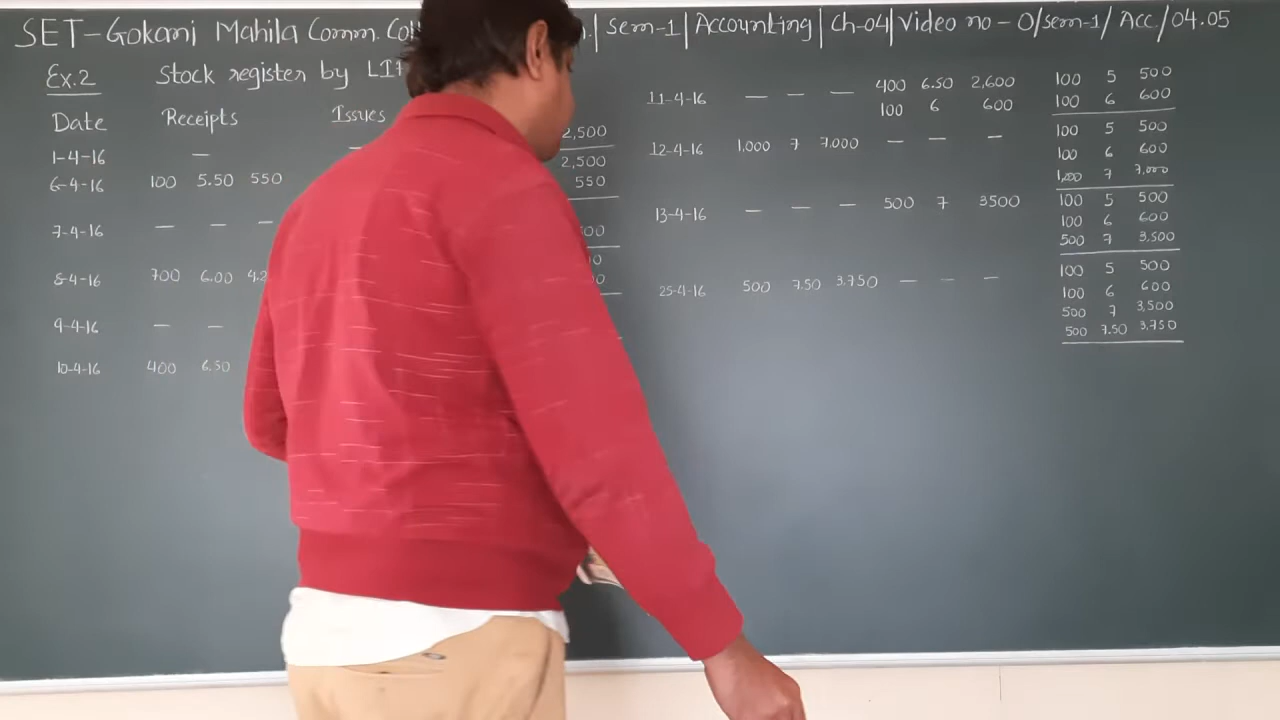 SET-Gokani Mahila Comm. | Sem-1 | Accounting | Ch-04 | Video no - O/sem-1/ Acc/04.05
Ex.2 Stock register by
Date Receipts Issues
2,500
1-4-16 — — 2,500
6-4-16 100 5.50 550 550
7-4-16 — — —
8-4-16 700 6.00
9-4-16 — —
10-4-16 400 6.50
11-4-16 — — — 400 6.50 2,600 100 5 500
100 6 600 100 6 600
100 5 500
12-4-16 1,000 7 7,000 — — — 100 6 600
1,000 7 7,000
13-4-16 — — — 500 7 3500 100 5 500
100 6 600
500 7 3,500
100 5 500
25-4-16 500 7.50 3,750 — — — 100 6 600
500 7 3,500
500 7.50 3,750